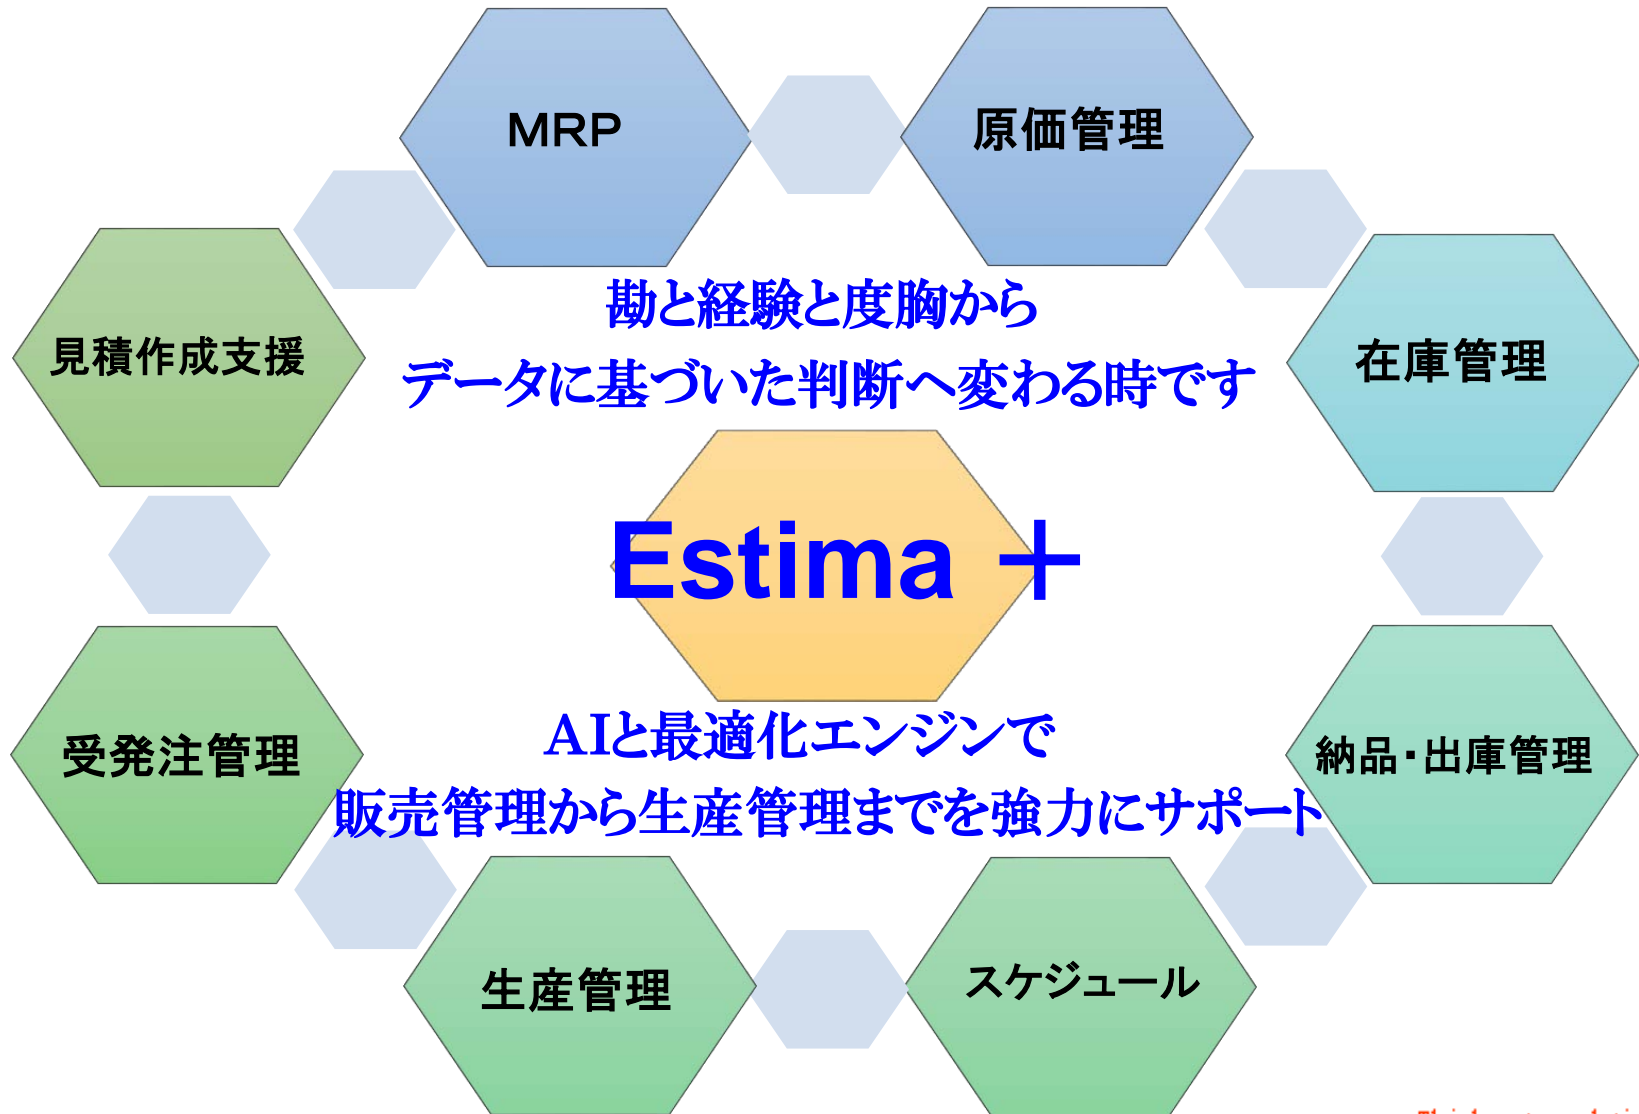 MRP
原価管理
勘と経験と度胸から
見積作成支援
データに基づいた判断へ変わる時です
在庫管理
Estima ＋
AIと最適化エンジンで
受発注管理
納品・出庫管理
販売管理から生産管理までを強力にサポート
生産管理
スケジュール